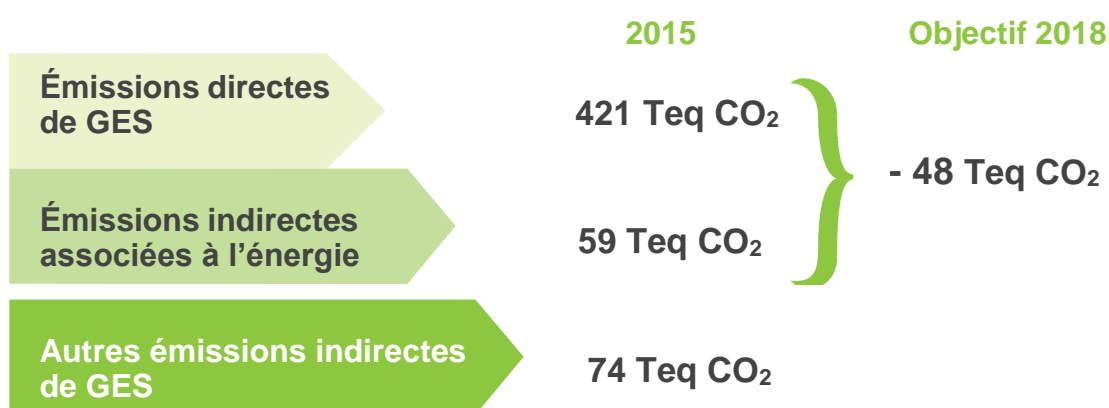 2015 Objectif 2018
Émissions directes
de GES
421 Teq CO₂
- 48 Teq CO₂
Émissions indirectes
associées à l’énergie
59 Teq CO₂
Autres émissions indirectes
de GES
74 Teq CO₂